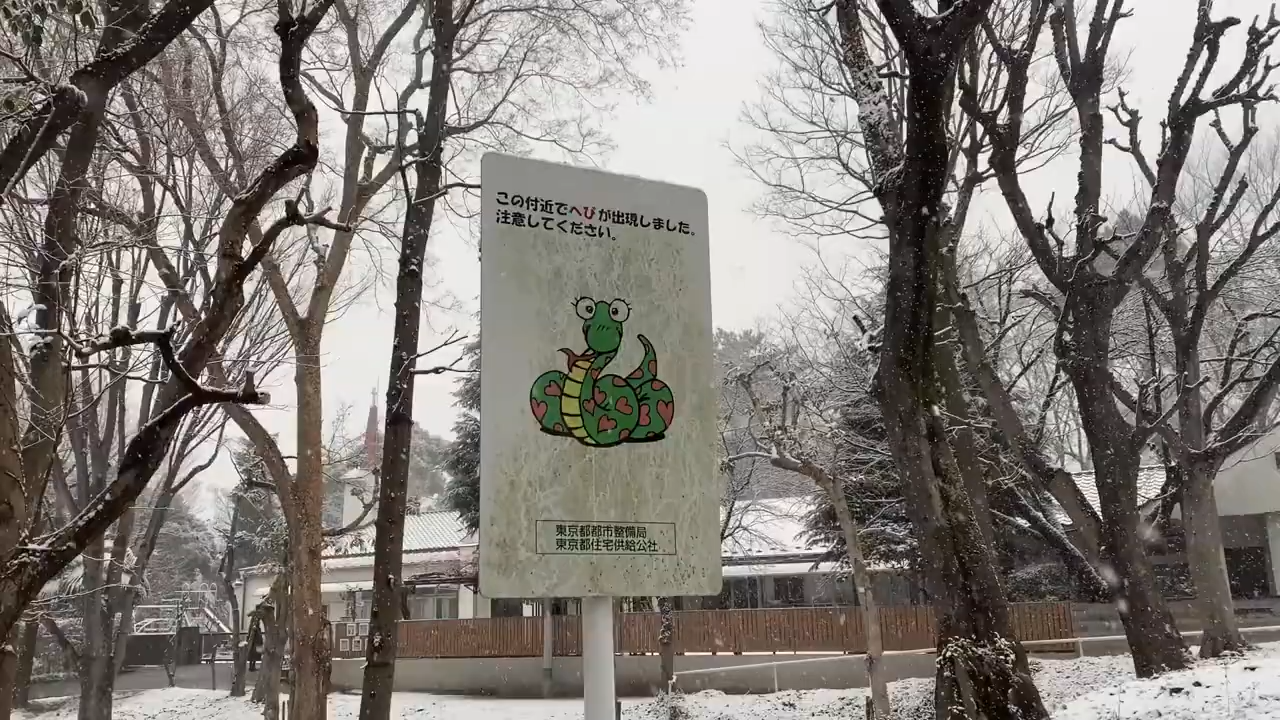 この付近でへびが出現しました。
注意してください。
東京都都市整備局
東京都住宅供給公社